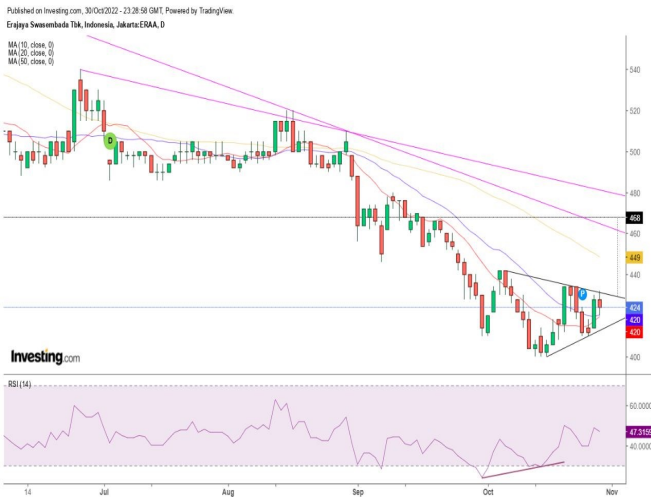 Published on Investing.com, 30/Oct/2022 - 23:28:58 GMT, Powered by TradingView.
Erajaya Swasembada Tbk, Indonesia, Jakarta:ERAA, D
MA (10, close, 0)
MA (20, close, 0)
MA (50, close, 0)
540
520
D
500
480
468
460
449
440
P
424
420
420
400
Investing.com
RSI (14)
60.0000
47.3155
40.0000
14
Jul
Aug
Sep
Oct
Nov